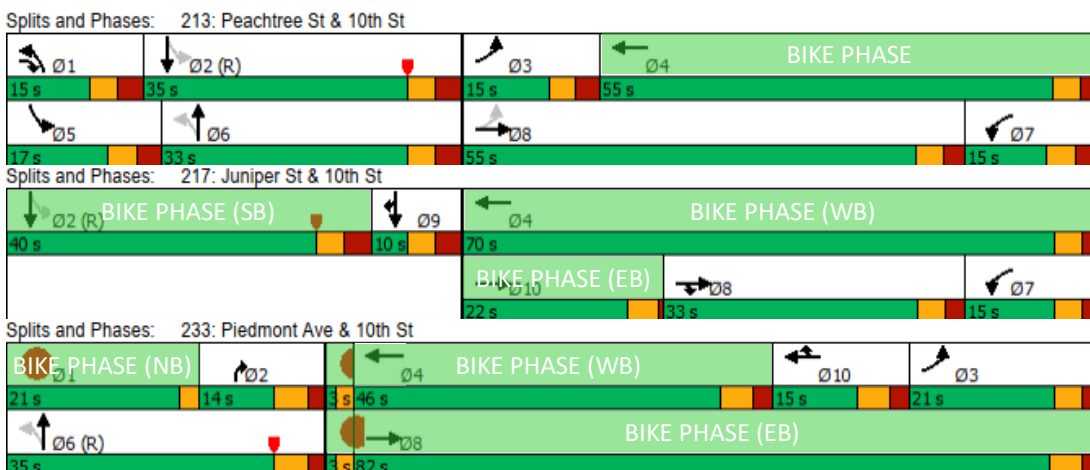 Splits and Phases: 213: Peachtree St & 10th St
Ø1 Ø2 (R) Ø3 Ø4 BIKE PHASE
15 s 35 s 15 s 55 s
Ø5 Ø6 Ø8 Ø7
17 s 33 s 55 s 15 s
Splits and Phases: 217: Juniper St & 10th St
Ø2 (R) BIKE PHASE (SB) Ø9 Ø4 BIKE PHASE (WB)
40 s 10 s 70 s
BIKE PHASE (EB) Ø10 Ø8 Ø7
22 s 33 s 15 s
Splits and Phases: 233: Piedmont Ave & 10th St
BIKE PHASE (NB) Ø1 Ø2 Ø4 BIKE PHASE (WB) Ø10 Ø3
21 s 14 s 3 s 46 s 15 s 21 s
Ø6 (R) Ø8 BIKE PHASE (EB)
35 s 3 s 82 s